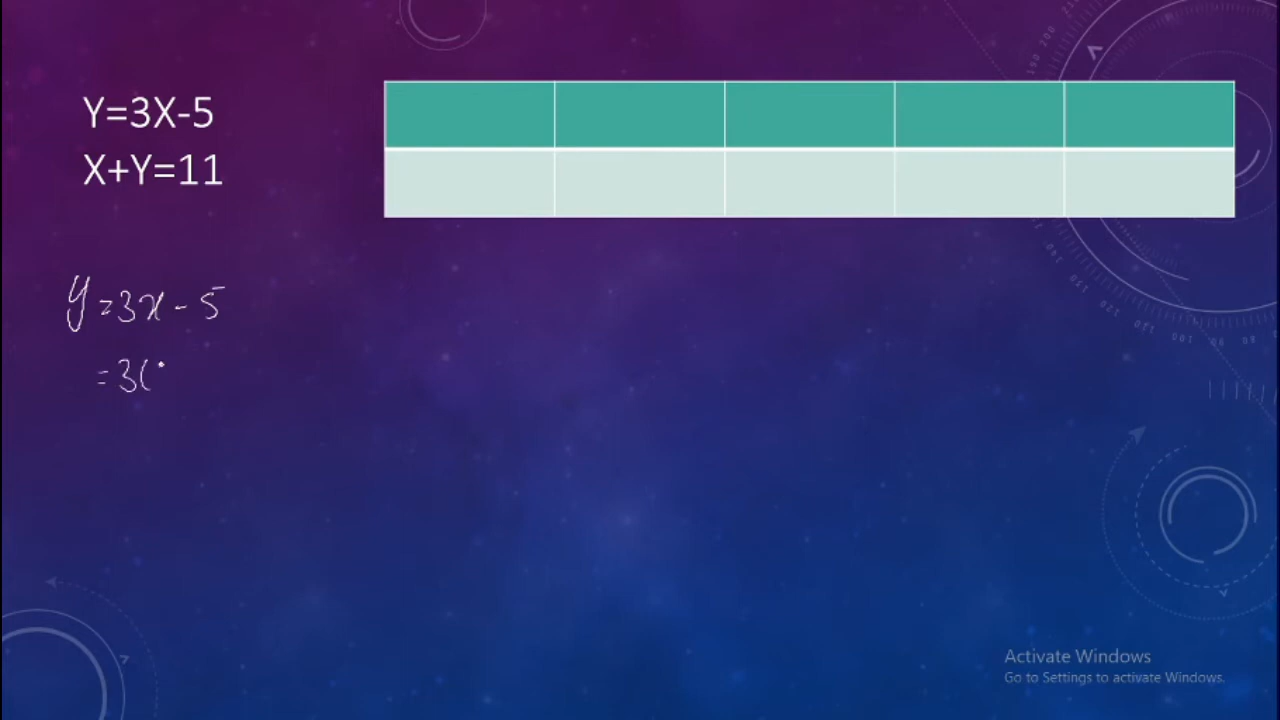 Y=3X-5
X+Y=11
y=3x-5
=3(
Activate Windows
Go to Settings to activate Windows.